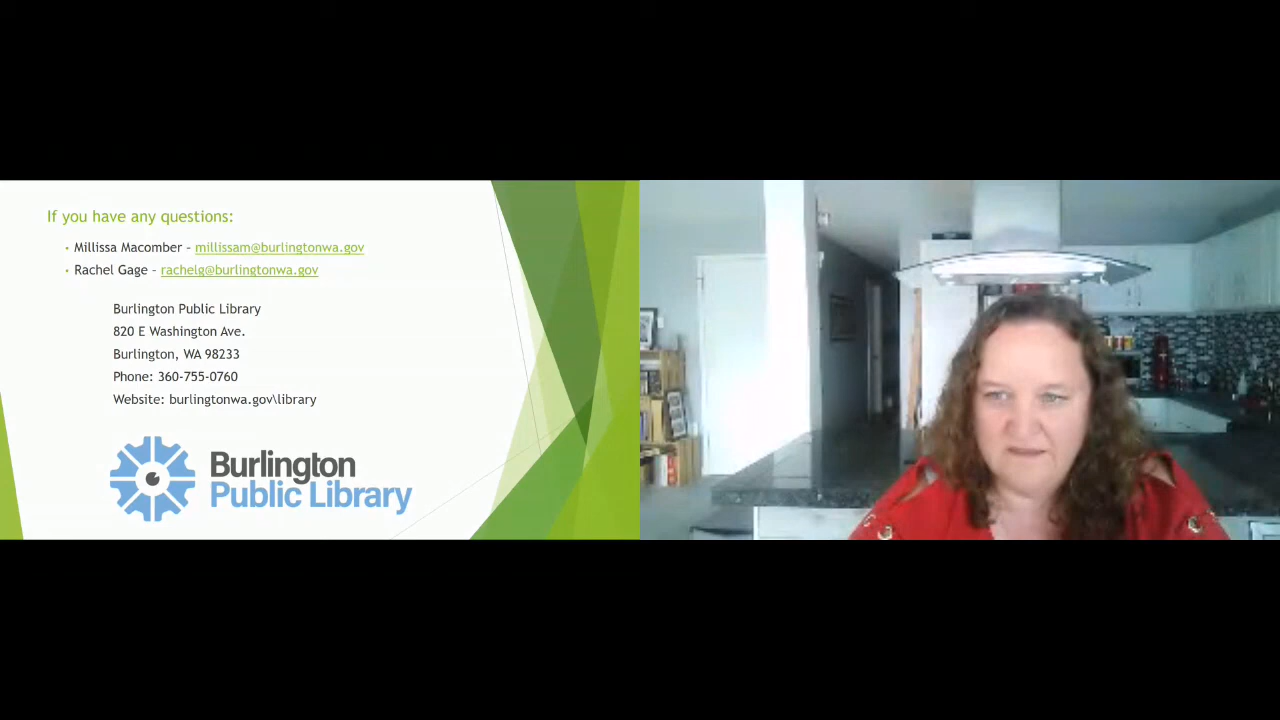 If you have any questions:
Millissa Macomber – millissam@burlingtonwa.gov
Rachel Gage – rachelg@burlingtonwa.gov
Burlington Public Library
820 E Washington Ave.
Burlington, WA 98233
Phone: 360-755-0760
Website: burlingtonwa.gov\library
Burlington
Public Library